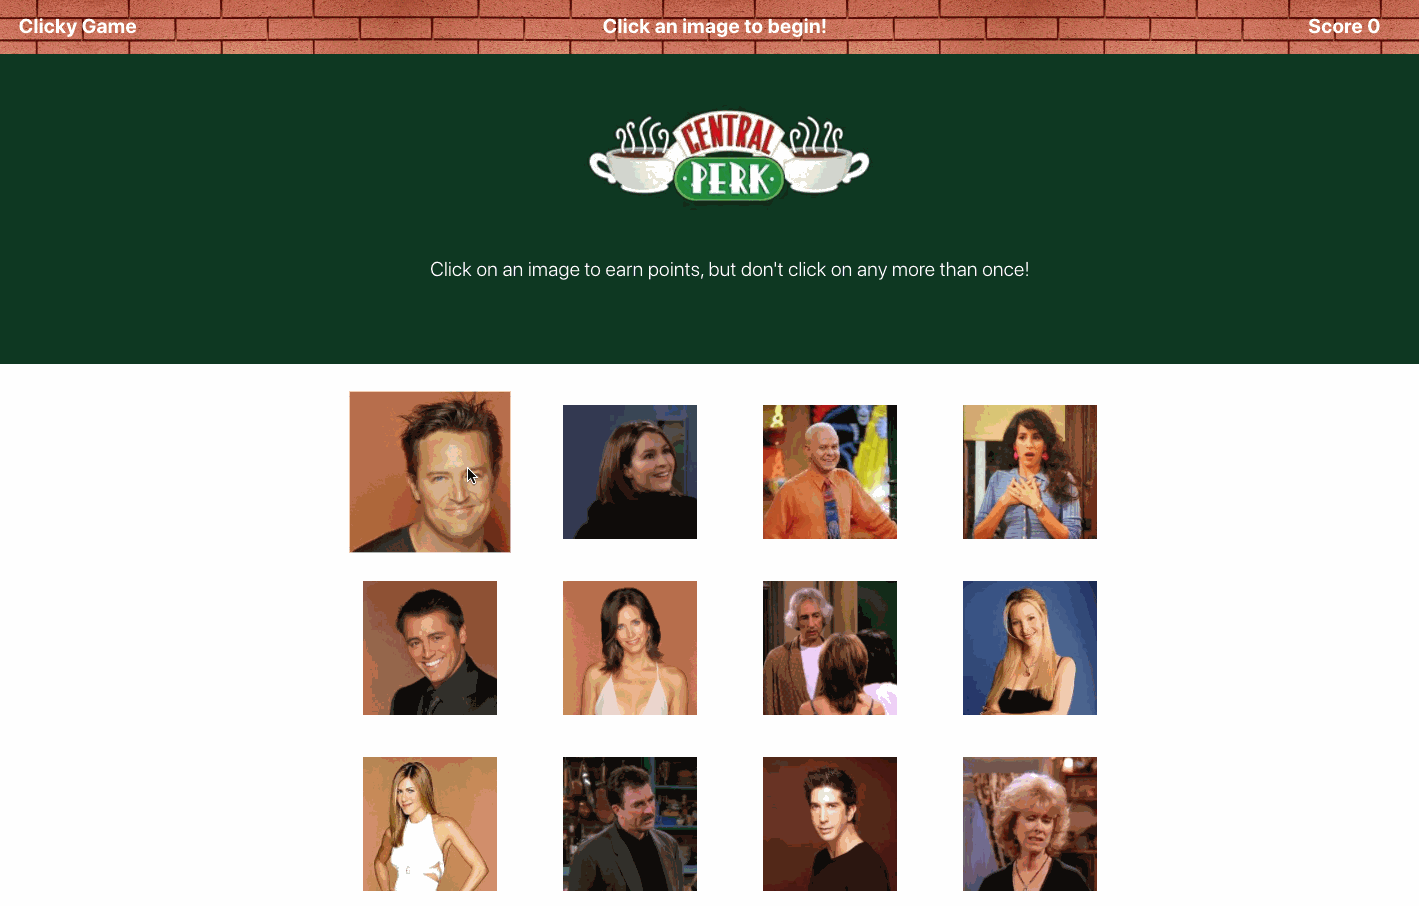 Clicky Game
Click an image to begin!
Score 0
CENTRAL
PERK
Click on an image to earn points, but don't click on any more than once!